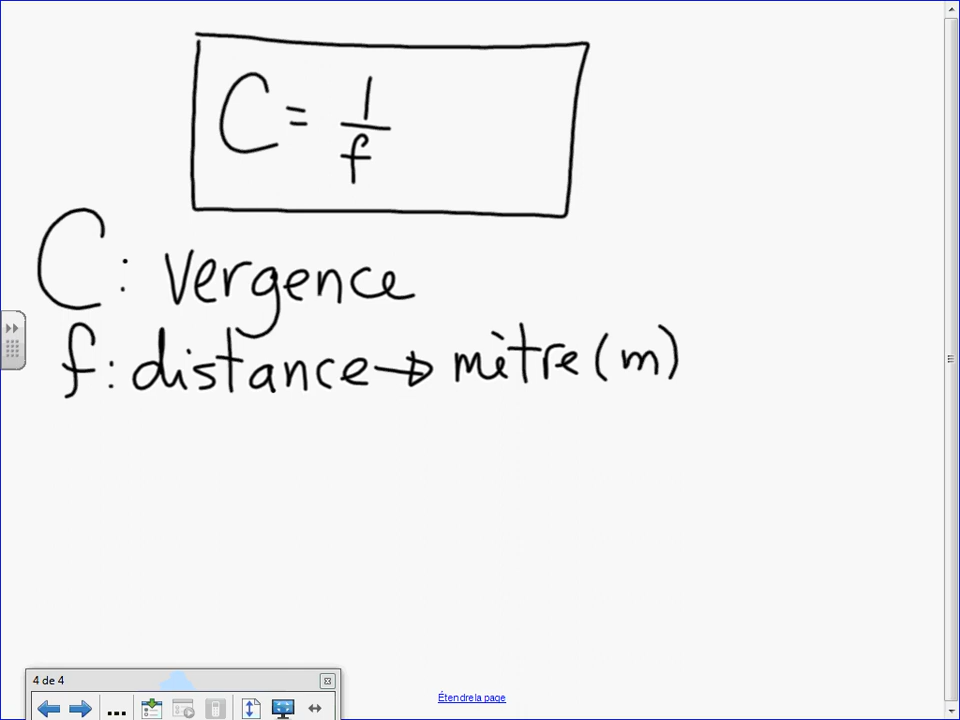 C = 1/f
C : vergence
f : distance → mètre (m)
4 de 4
Étendre la page